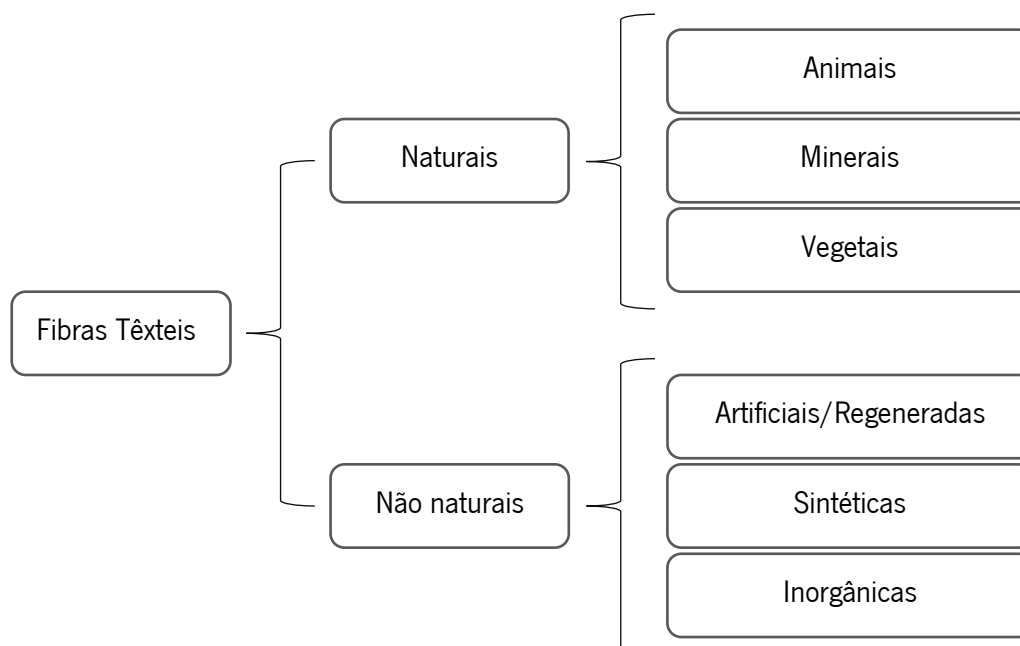 Fibras Têxteis
Naturais
Animais
Minerais
Vegetais
Não naturais
Artificiais/Regeneradas
Sintéticas
Inorgânicas